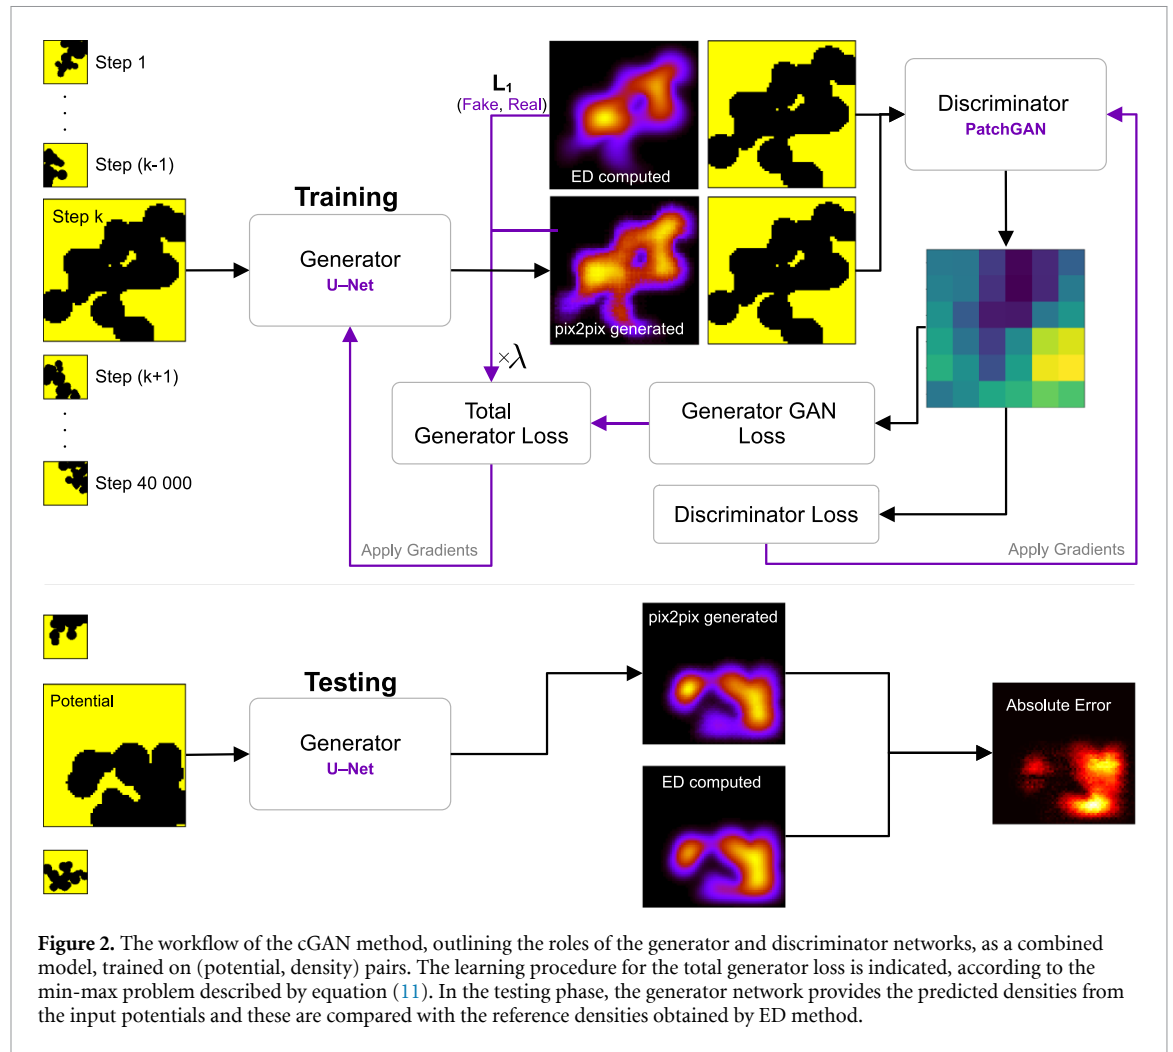 Step 1
Step (k-1)
Step k
Step (k+1)
Step 40 000
Training
Generator
U–Net
L₁
(Fake, Real)
ED computed
pix2pix generated
Discriminator
PatchGAN
×λ
Total
Generator Loss
Generator GAN
Loss
Discriminator Loss
Apply Gradients
Apply Gradients
Potential
Testing
Generator
U–Net
pix2pix generated
ED computed
Absolute Error
Figure 2. The workflow of the cGAN method, outlining the roles of the generator and discriminator networks, as a combined
model, trained on (potential, density) pairs. The learning procedure for the total generator loss is indicated, according to the
min-max problem described by equation (11). In the testing phase, the generator network provides the predicted densities from
the input potentials and these are compared with the reference densities obtained by ED method.